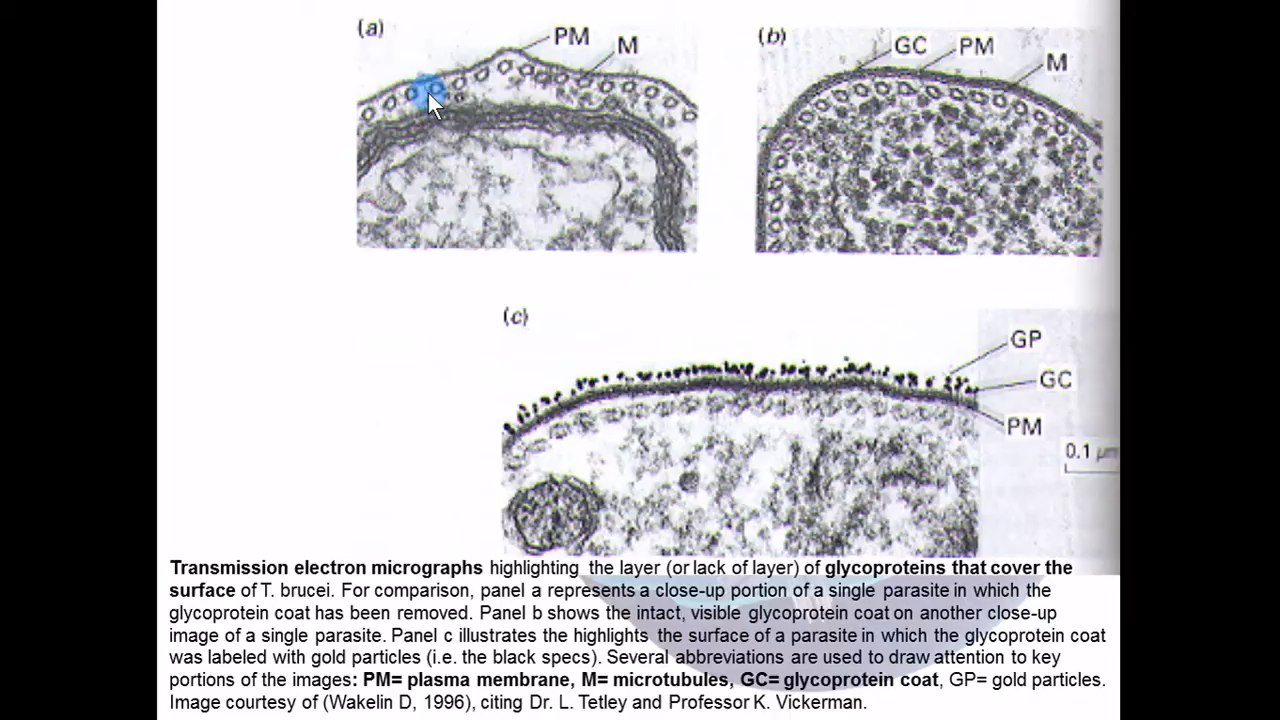 (a)
PM
M
(b)
GC
PM
M
(c)
GP
GC
PM
0.1 µm
Transmission electron micrographs highlighting the layer (or lack of layer) of glycoproteins that cover the
surface of T. brucei. For comparison, panel a represents a close-up portion of a single parasite in which the
glycoprotein coat has been removed. Panel b shows the intact, visible glycoprotein coat on another close-up
image of a single parasite. Panel c illustrates the highlights the surface of a parasite in which the glycoprotein coat
was labeled with gold particles (i.e. the black specs). Several abbreviations are used to draw attention to key
portions of the images: PM= plasma membrane, M= microtubules, GC= glycoprotein coat, GP= gold particles.
Image courtesy of (Wakelin D, 1996), citing Dr. L. Tetley and Professor K. Vickerman.